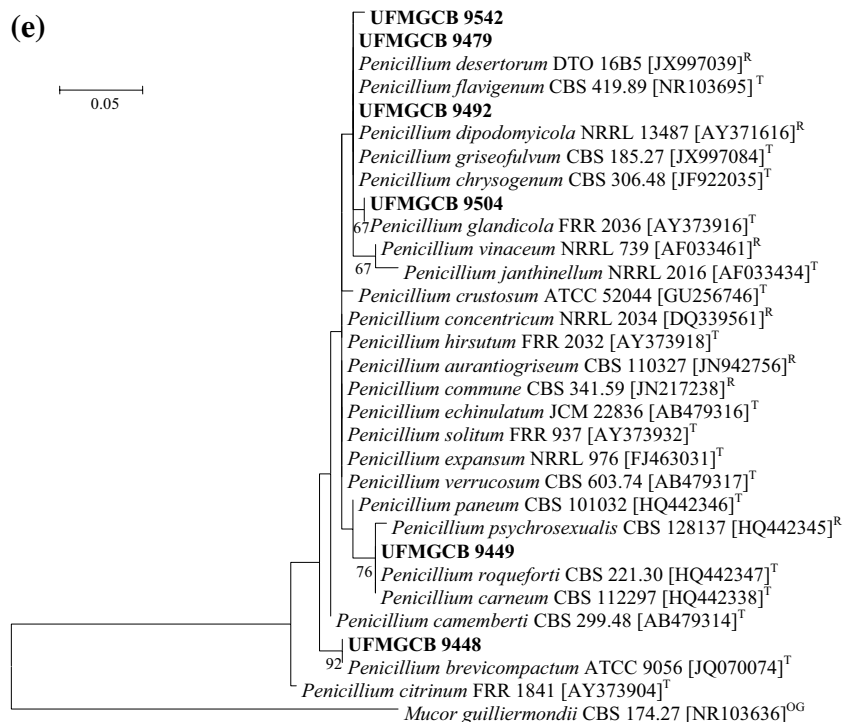 (e)
0.05
UFMGCB 9542
UFMGCB 9479
Penicillium desertorum DTO 16B5 [JX997039]R
Penicillium flavigenum CBS 419.89 [NR103695] T
UFMGCB 9492
Penicillium dipodomyicola NRRL 13487 [AY371616]R
Penicillium griseofulvum CBS 185.27 [JX997084]T
Penicillium chrysogenum CBS 306.48 [JF922035]T
UFMGCB 9504
67
Penicillium glandicola FRR 2036 [AY373916]T
Penicillium vinaceum NRRL 739 [AF033461]R
67
Penicillium janthinellum NRRL 2016 [AF033434]T
Penicillium crustosum ATCC 52044 [GU256746]T
Penicillium concentricum NRRL 2034 [DQ339561]R
Penicillium hirsutum FRR 2032 [AY373918]T
Penicillium aurantiogriseum CBS 110327 [JN942756]R
Penicillium commune CBS 341.59 [JN217238]R
Penicillium echinulatum JCM 22836 [AB479316]T
Penicillium solitum FRR 937 [AY373932]T
Penicillium expansum NRRL 976 [FJ463031]T
Penicillium verrucosum CBS 603.74 [AB479317]T
Penicillium paneum CBS 101032 [HQ442346]T
Penicillium psychrosexualis CBS 128137 [HQ442345]R
UFMGCB 9449
76
Penicillium roqueforti CBS 221.30 [HQ442347]T
Penicillium carneum CBS 112297 [HQ442338]T
Penicillium camemberti CBS 299.48 [AB479314]T
UFMGCB 9448
92
Penicillium brevicompactum ATCC 9056 [JQ070074]T
Penicillium citrinum FRR 1841 [AY373904]T
Mucor guilliermondii CBS 174.27 [NR103636]OG